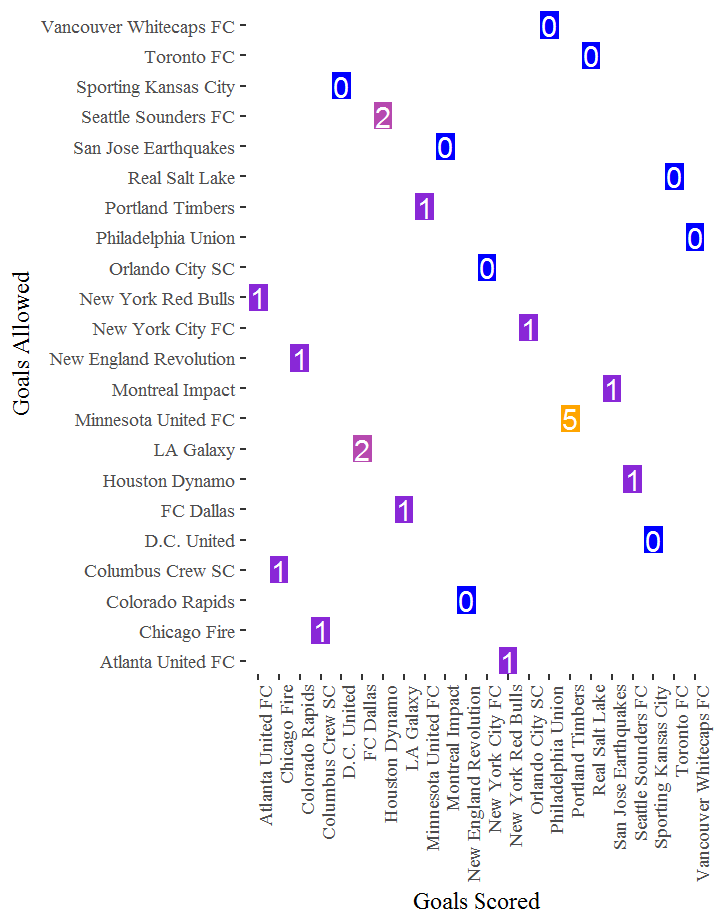 Vancouver Whitecaps FC 0
Toronto FC 0
Sporting Kansas City 0
Seattle Sounders FC 2
San Jose Earthquakes 0
Real Salt Lake 0
Portland Timbers 1
Philadelphia Union 0
Orlando City SC 0
New York Red Bulls 1
New York City FC 1
New England Revolution 1
Montreal Impact 1
Minnesota United FC 5
LA Galaxy 2
Houston Dynamo 1
FC Dallas 1
D.C. United 0
Columbus Crew SC 1
Colorado Rapids 0
Chicago Fire 1
Atlanta United FC 1
Goals Allowed
Atlanta United FC
Chicago Fire
Colorado Rapids
Columbus Crew SC
D.C. United
FC Dallas
Houston Dynamo
LA Galaxy
Minnesota United FC
Montreal Impact
New England Revolution
New York City FC
New York Red Bulls
Orlando City SC
Philadelphia Union
Portland Timbers
Real Salt Lake
San Jose Earthquakes
Seattle Sounders FC
Sporting Kansas City
Toronto FC
Vancouver Whitecaps FC
Goals Scored